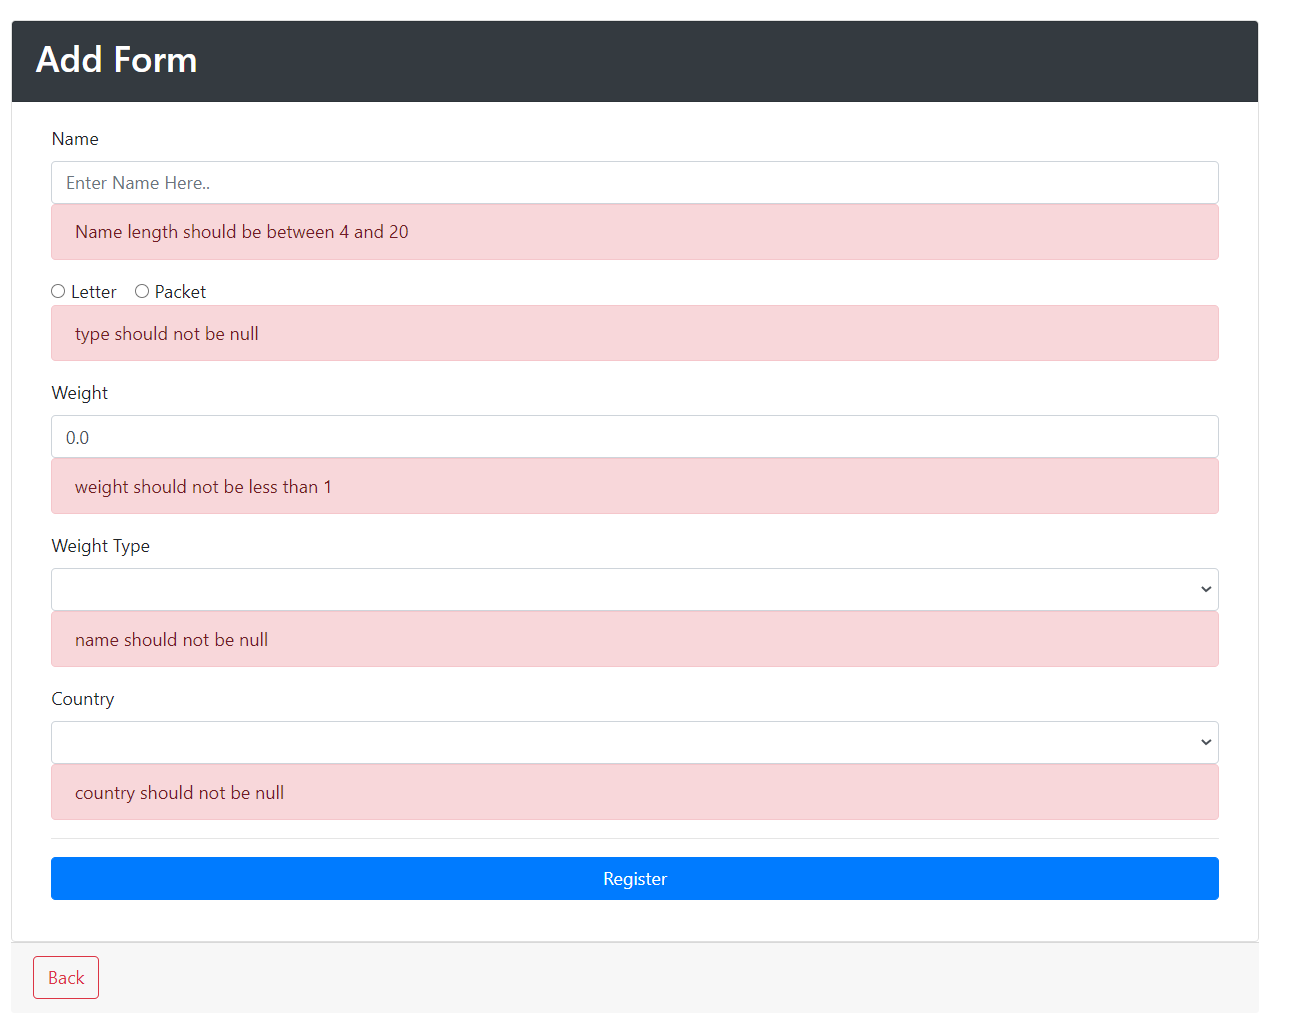 Add Form
Name
Enter Name Here..
Name length should be between 4 and 20
Letter Packet
type should not be null
Weight
0.0
weight should not be less than 1
Weight Type
name should not be null
Country
country should not be null
Register
Back